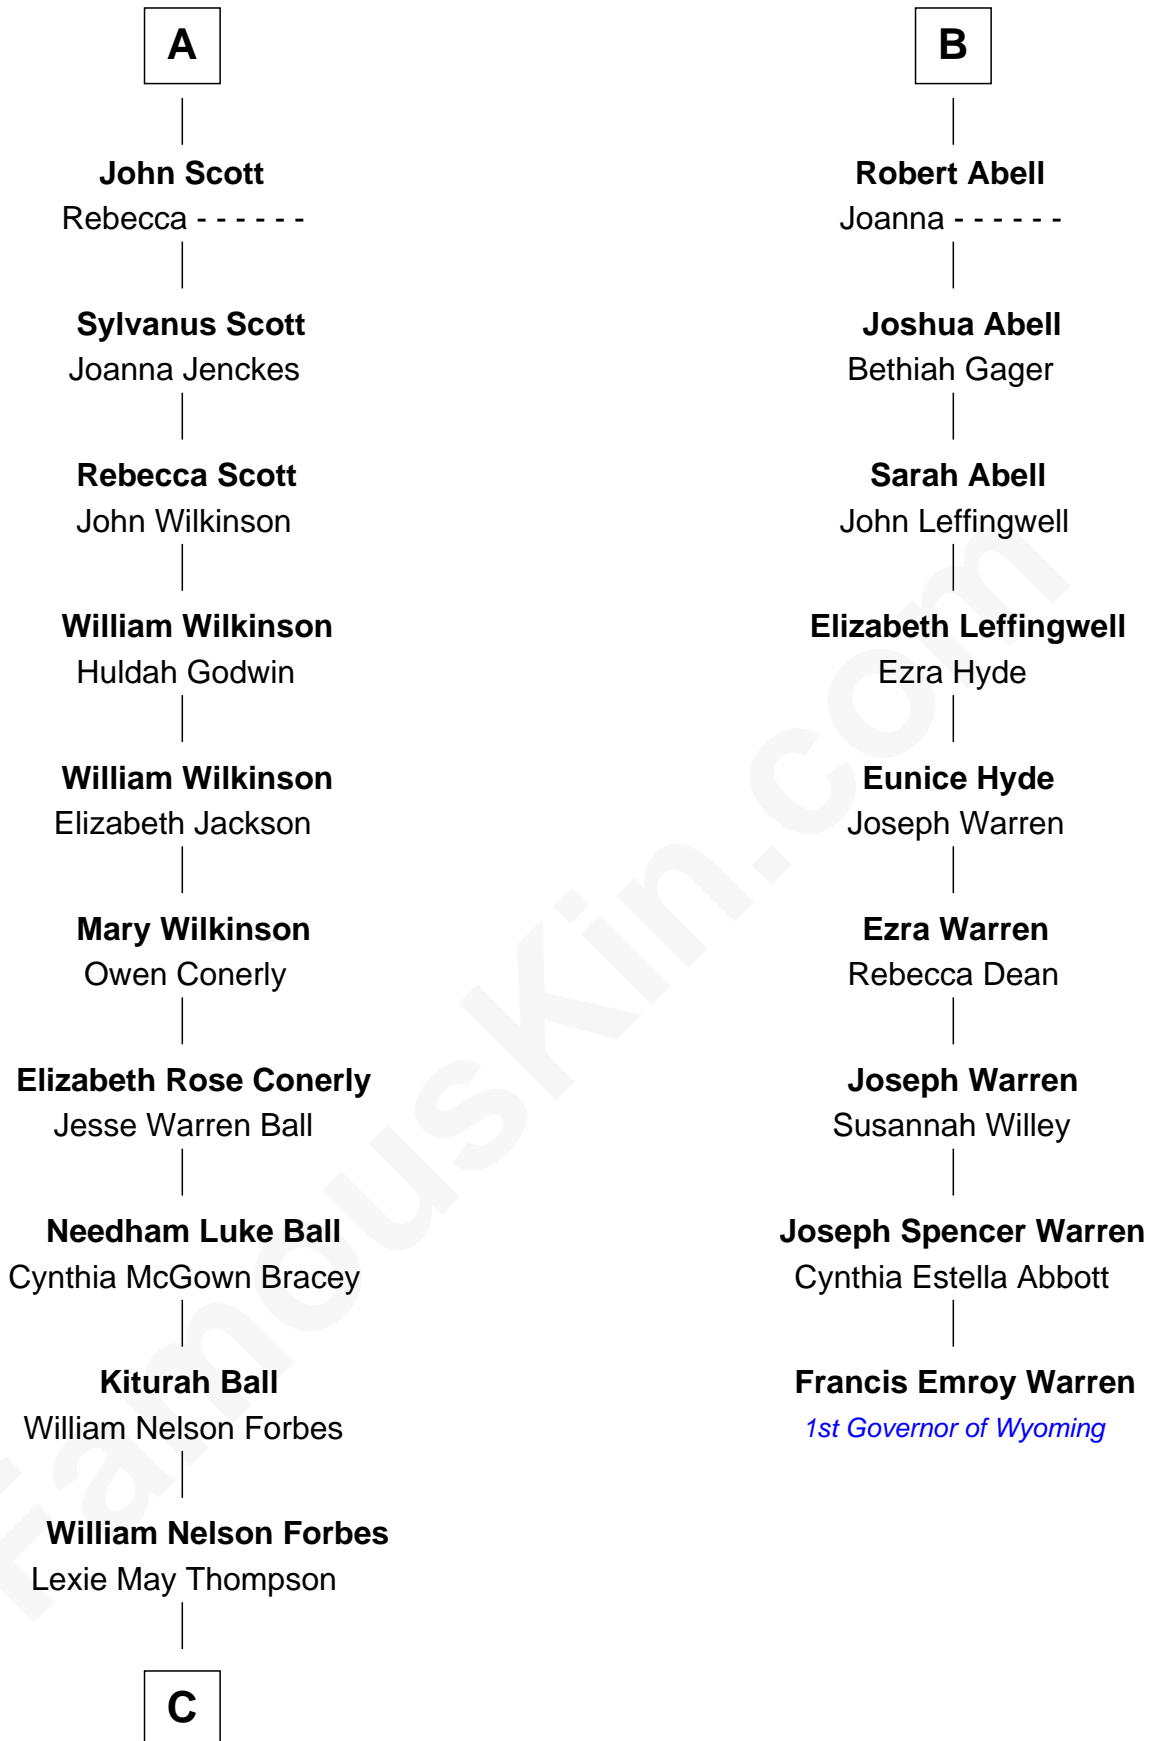 A
John Scott
Rebecca - - - - - -
Sylvanus Scott
Joanna Jenckes
Rebecca Scott
John Wilkinson
William Wilkinson
Huldah Godwin
William Wilkinson
Elizabeth Jackson
Mary Wilkinson
Owen Conerly
Elizabeth Rose Conerly
Jesse Warren Ball
Needham Luke Ball
Cynthia McGown Bracey
Kiturah Ball
William Nelson Forbes
William Nelson Forbes
Lexie May Thompson
C
B
Robert Abell
Joanna - - - - - -
Joshua Abell
Bethiah Gager
Sarah Abell
John Leffingwell
Elizabeth Leffingwell
Ezra Hyde
Eunice Hyde
Joseph Warren
Ezra Warren
Rebecca Dean
Joseph Warren
Susannah Willey
Joseph Spencer Warren
Cynthia Estella Abbott
Francis Emroy Warren
1st Governor of Wyoming
FamousKin.com